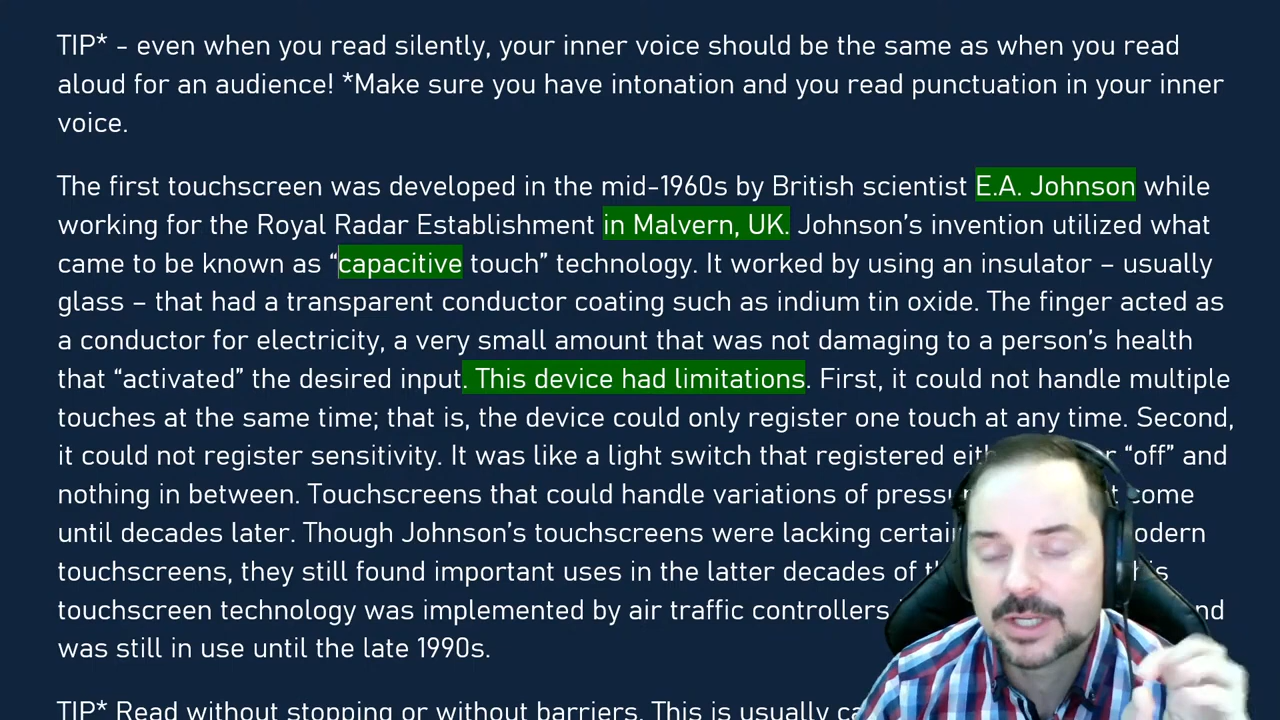 TIP* - even when you read silently, your inner voice should be the same as when you read
aloud for an audience! *Make sure you have intonation and you read punctuation in your inner
voice.
The first touchscreen was developed in the mid-1960s by British scientist E.A. Johnson while
working for the Royal Radar Establishment in Malvern, UK. Johnson's invention utilized what
came to be known as “capacitive touch” technology. It worked by using an insulator – usually
glass – that had a transparent conductor coating such as indium tin oxide. The finger acted as
a conductor for electricity, a very small amount that was not damaging to a person's health
that “activated” the desired input. This device had limitations. First, it could not handle multiple
touches at the same time; that is, the device could only register one touch at any time. Second,
it could not register sensitivity. It was like a light switch that registered “off” and
nothing in between. Touchscreens that could handle variations of come
until decades later. Though Johnson's touchscreens were lacking
touchscreens, they still found important uses in the latter decades of
touchscreen technology was implemented by air traffic controllers
was still in use until the late 1990s.
TIP* Read without stopping or without barriers. This is usually